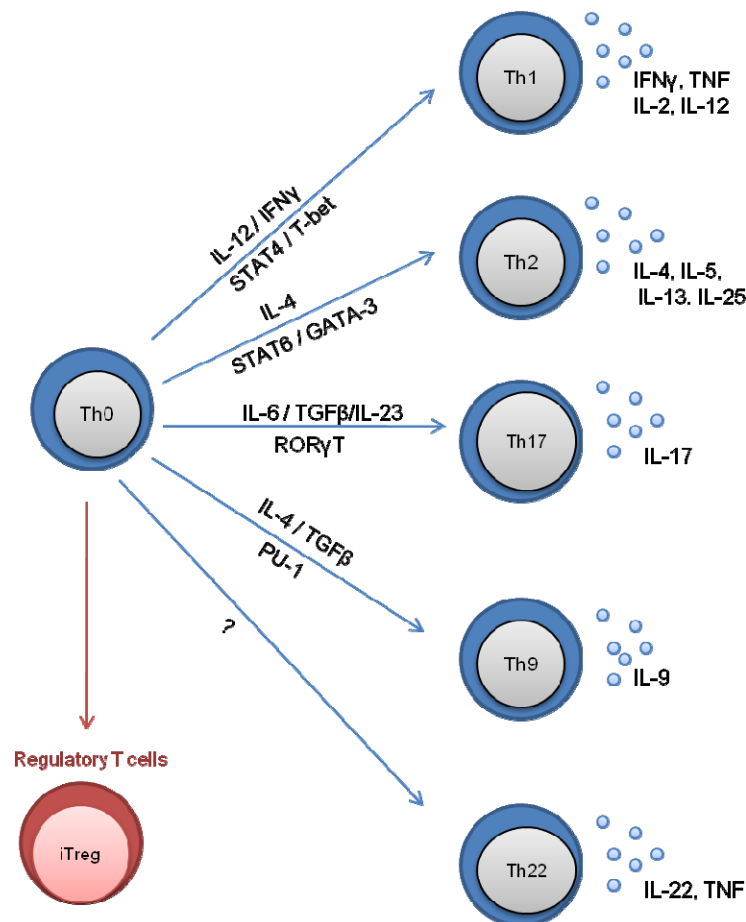 Th1
IFNγ, TNF
IL-2, IL-12
IL-12 / IFNγ
STAT4 / T-bet
Th2
IL-4, IL-5,
IL-13. IL-25
IL-4
STAT6 / GATA-3
Th0
IL-6 / TGFβ/IL-23
RORγT
Th17
IL-17
IL-4 / TGFβ
PU-1
?
Th9
IL-9
Regulatory T cells
iTreg
Th22
IL-22, TNF